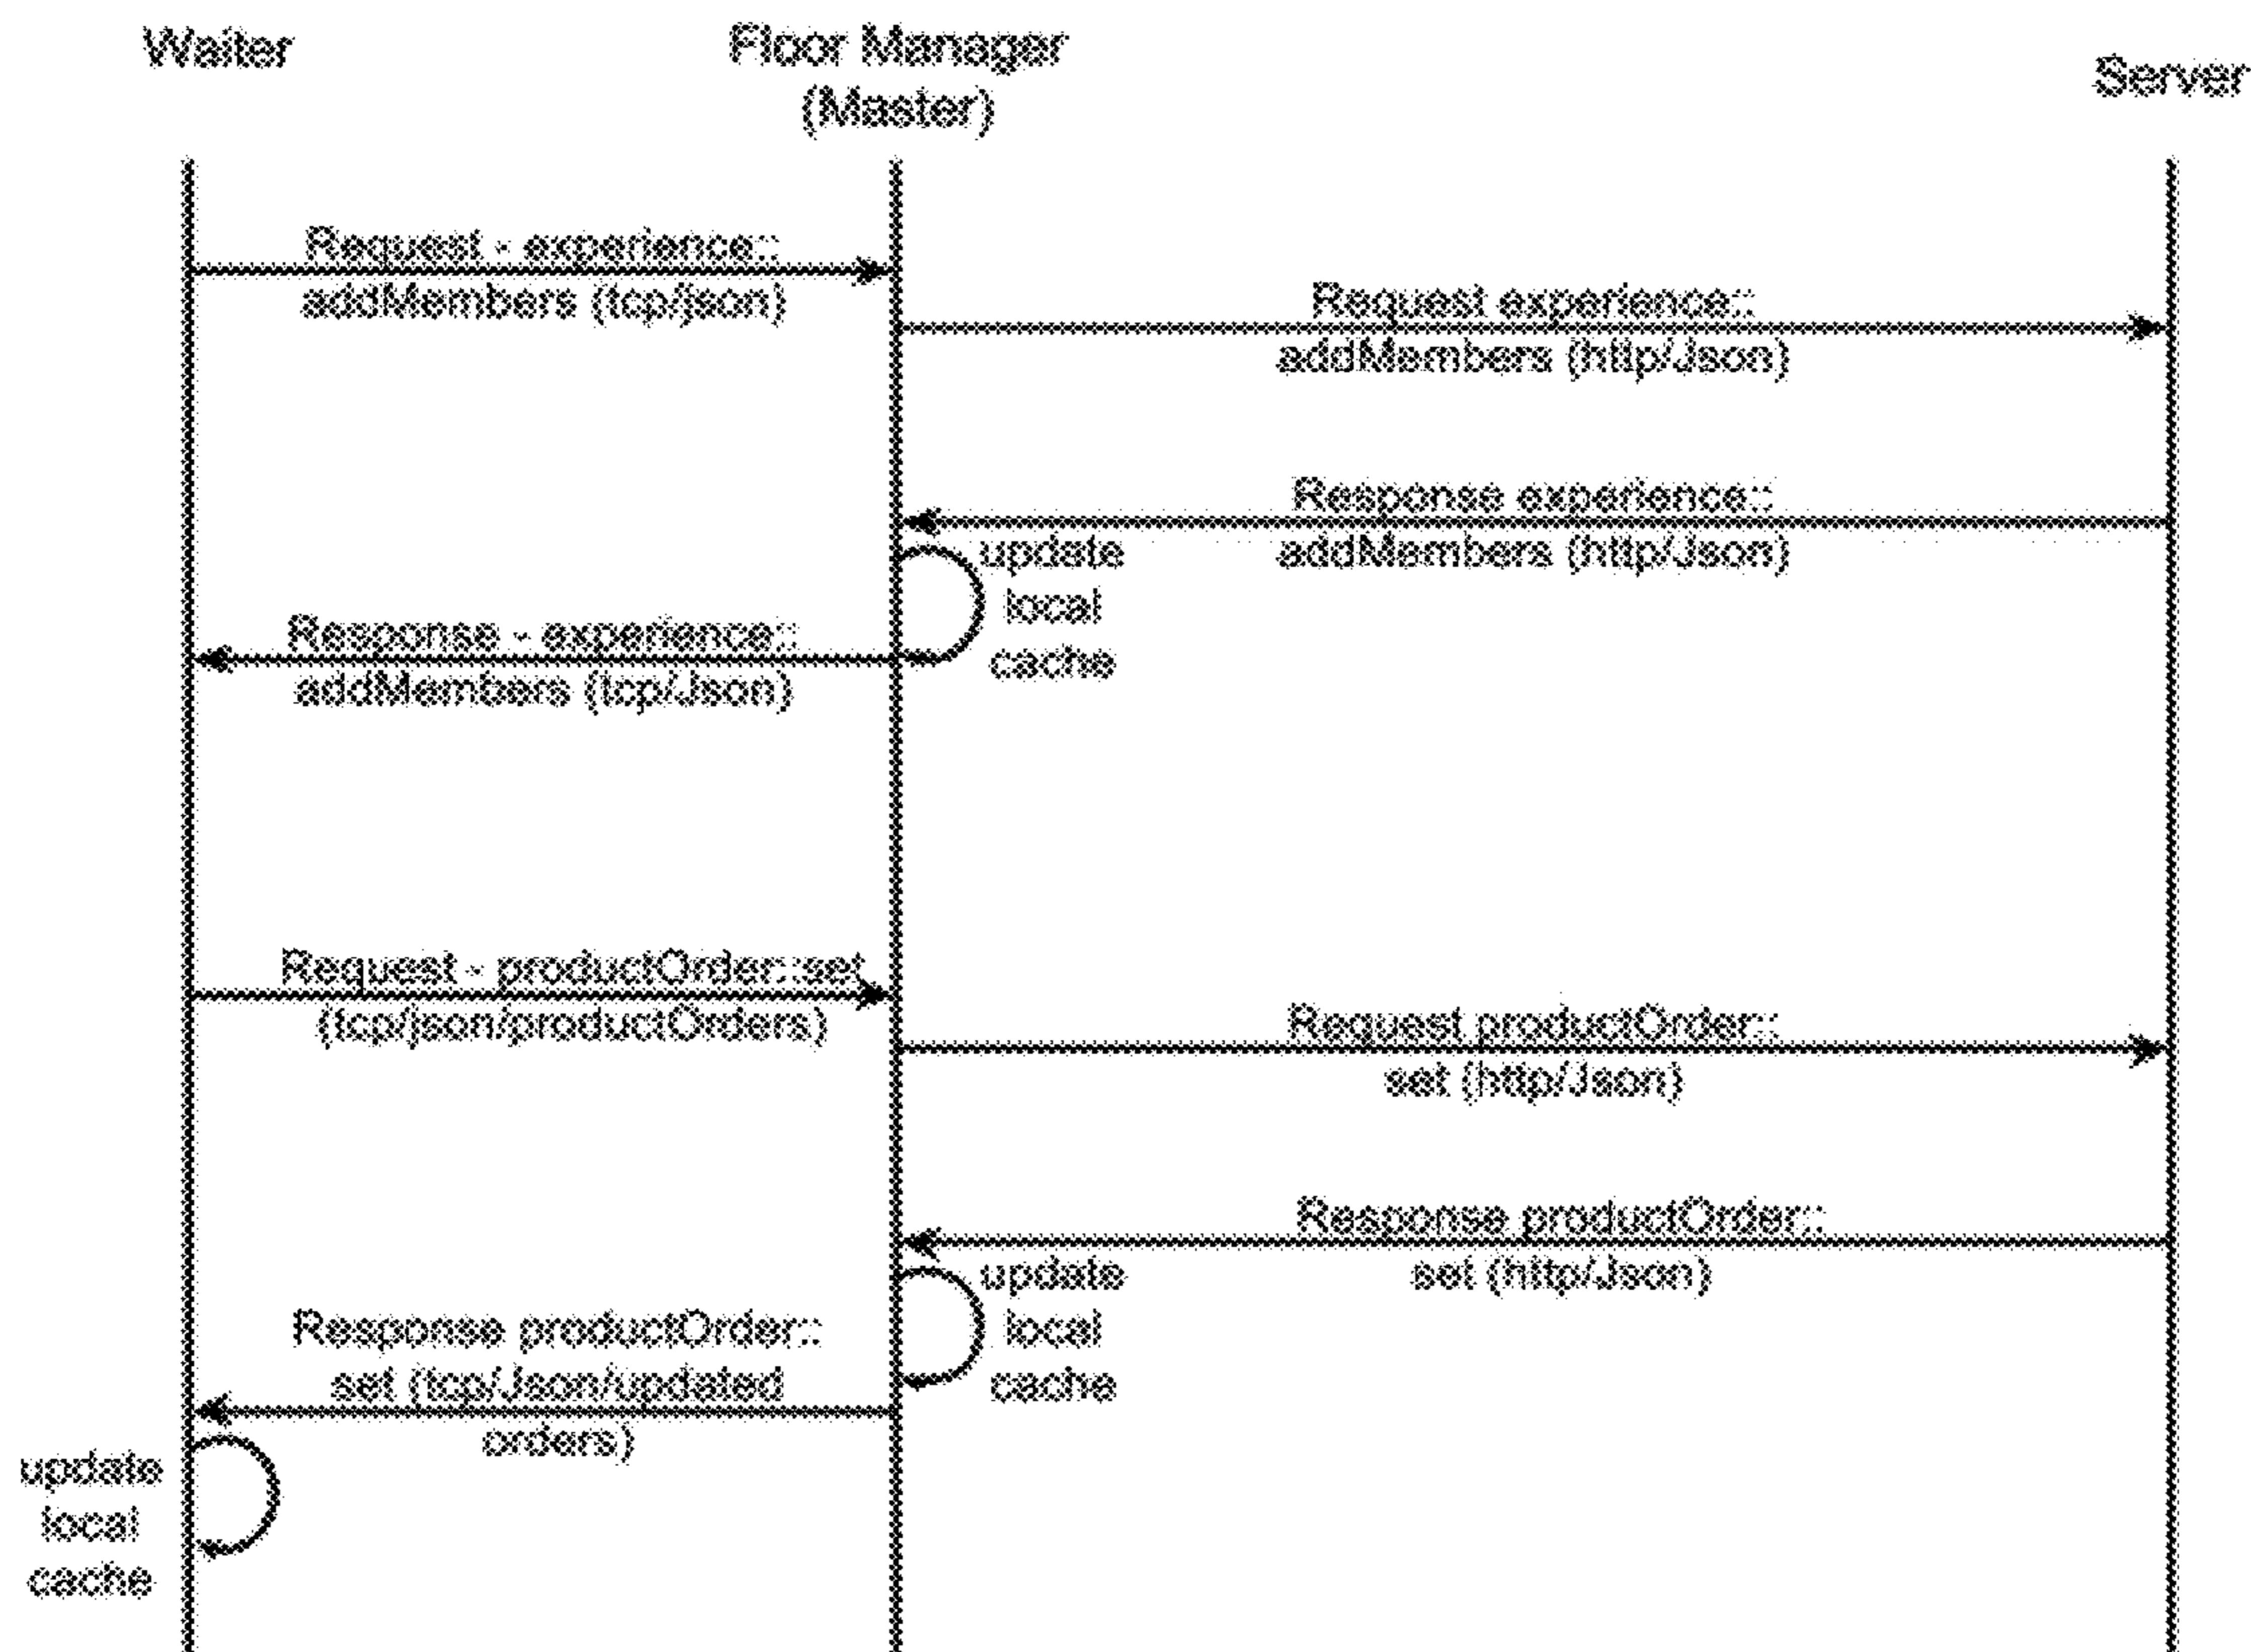 Waiter
Floor Manager
(Master)
Server
Request - experience::
addMembers (tcp/json)
Request experience::
addMembers (http/Json)
Response experience::
addMembers (http/Json)
update
local
cache
Response - experience::
addMembers (tcp/Json)
Request - productOrder::set
(tcp/json/productOrders)
Request productOrder::
set (http/Json)
Response productOrder::
set (http/Json)
update
local
cache
Response productOrder::
set (tcp/Json/updated
orders)
update
local
cache